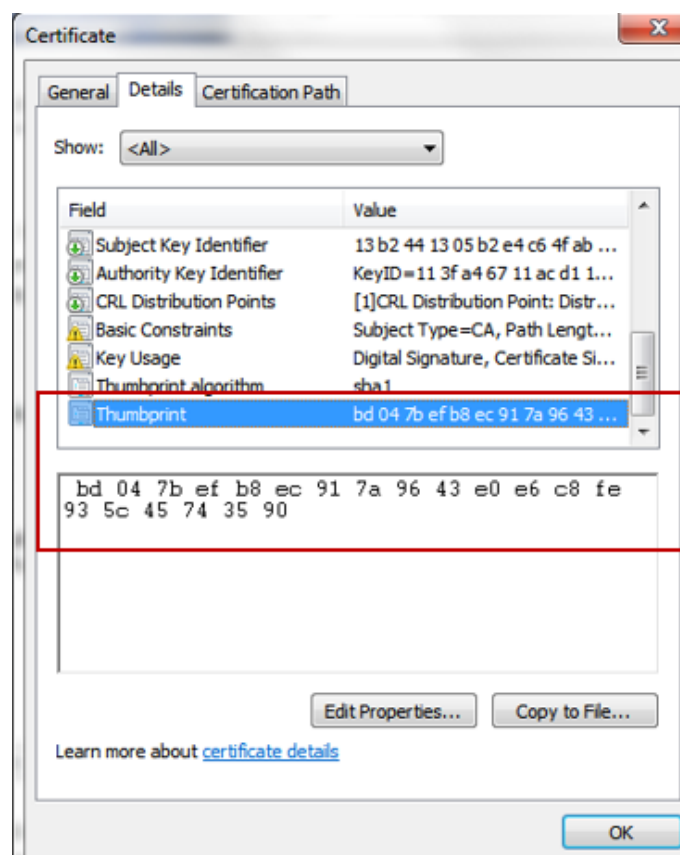 Certificate
General Details Certification Path
Show: <All>
Field Value
Subject Key Identifier 13 b2 44 13 05 b2 e4 c6 4f ab ...
Authority Key Identifier KeyID=11 3f a4 67 11 ac d1 1...
CRL Distribution Points [1]CRL Distribution Point: Distr...
Basic Constraints Subject Type=CA, Path Lengt...
Key Usage Digital Signature, Certificate Si...
Thumbprint algorithm sha1
Thumbprint bd 04 7b ef b8 ec 91 7a 96 43 ...
bd 04 7b ef b8 ec 91 7a 96 43 e0 e6 c8 fe
93 5c 45 74 35 90
Edit Properties... Copy to File...
Learn more about certificate details
OK